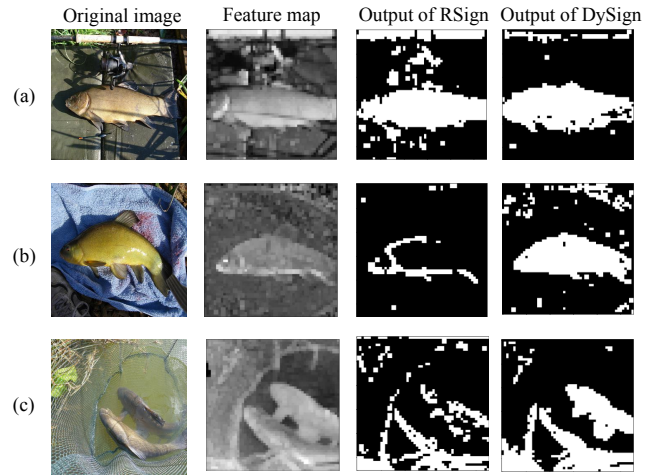 Original image Feature map Output of RSign Output of DySign
(a)
(b)
(c)